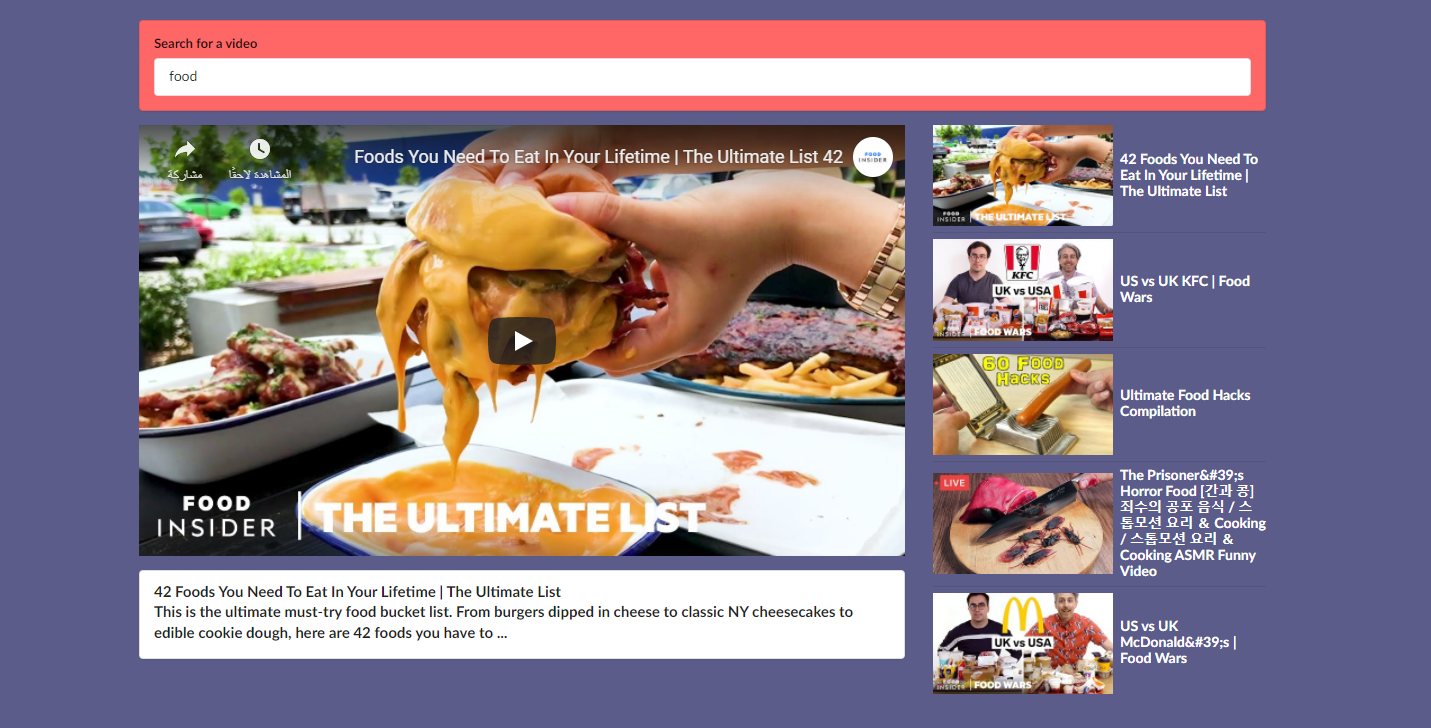 Search for a video
food
مشاركة
المشاهدة لاحقًا
Foods You Need To Eat In Your Lifetime | The Ultimate List 42
FOOD
INSIDER
FOOD
INSIDER
THE ULTIMATE LIST
42 Foods You Need To Eat In Your Lifetime | The Ultimate List
This is the ultimate must-try food bucket list. From burgers dipped in cheese to classic NY cheesecakes to
edible cookie dough, here are 42 foods you have to ...
FOOD
INSIDER
THE ULTIMATE LIST
42 Foods You Need To
Eat In Your Lifetime |
The Ultimate List
KFC
UK vs USA
FOOD
INSIDER
FOOD WARS
US vs UK KFC | Food
Wars
60 FOOD
HACKS
Ultimate Food Hacks
Compilation
LIVE
The Prisoner&#39;s
Horror Food [간과 콩]
죄수의 공포 음식 / 스
톱모션 요리 & Cooking
/ 스톱모션 요리 &
Cooking ASMR Funny
Video
UK vs USA
FOOD
INSIDER
FOOD WARS
US vs UK
McDonald&#39;s |
Food Wars